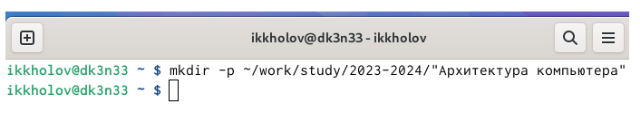 ikkholov@dk3n33 - ikkholov
ikkholov@dk3n33 ~ $ mkdir -p ~/work/study/2023-2024/"Архитектура компьютера"
ikkholov@dk3n33 ~ $